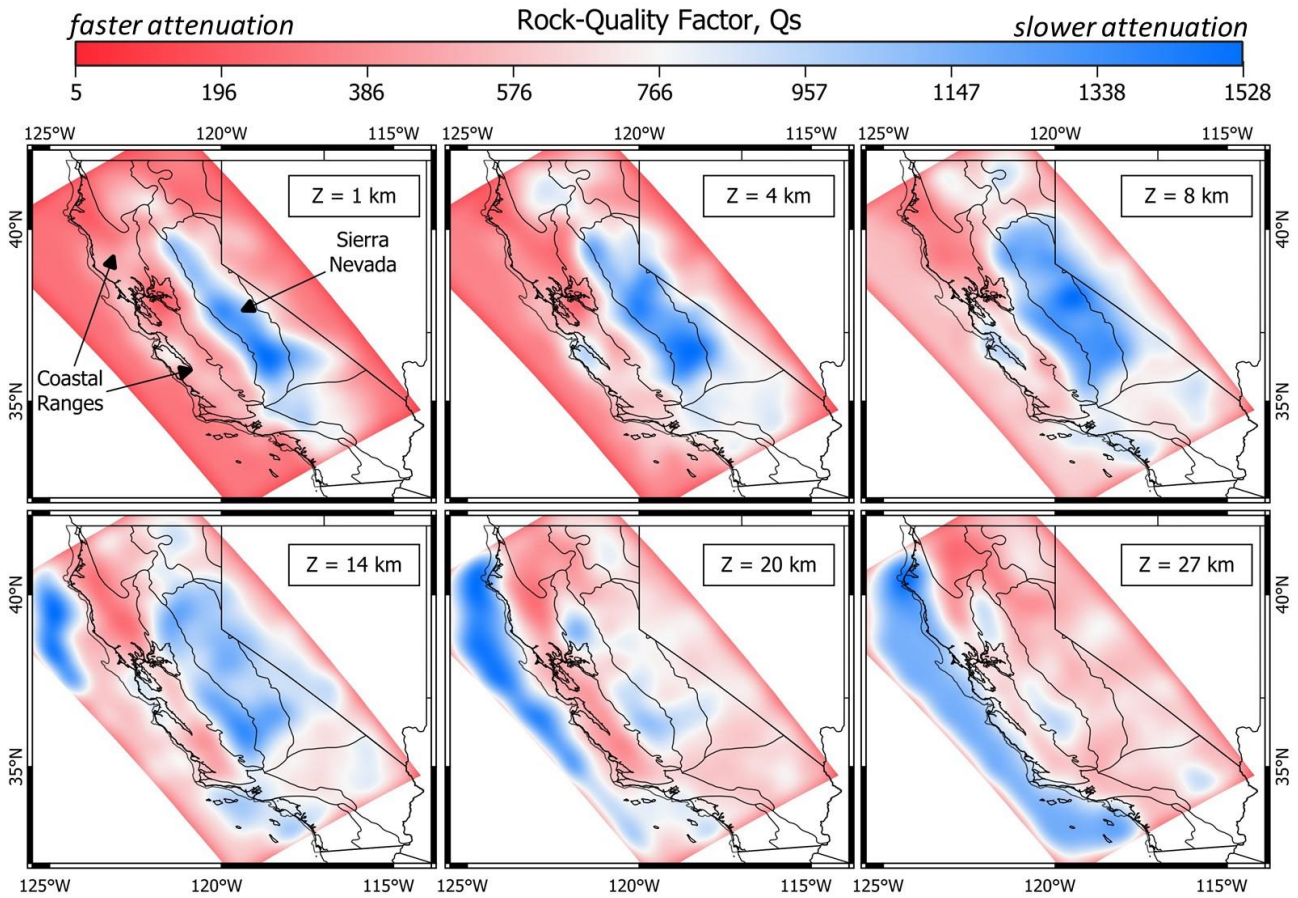 faster attenuation Rock-Quality Factor, Qs slower attenuation
5 196 386 576 766 957 1147 1338 1528
125°W 120°W 115°W 125°W 120°W 115°W 125°W 120°W 115°W
Z = 1 km Z = 4 km Z = 8 km
40°N 40°N
Sierra
Nevada
Coastal
Ranges
35°N 35°N
Z = 14 km Z = 20 km Z = 27 km
40°N 40°N
35°N 35°N
125°W 120°W 115°W 125°W 120°W 115°W 125°W 120°W 115°W